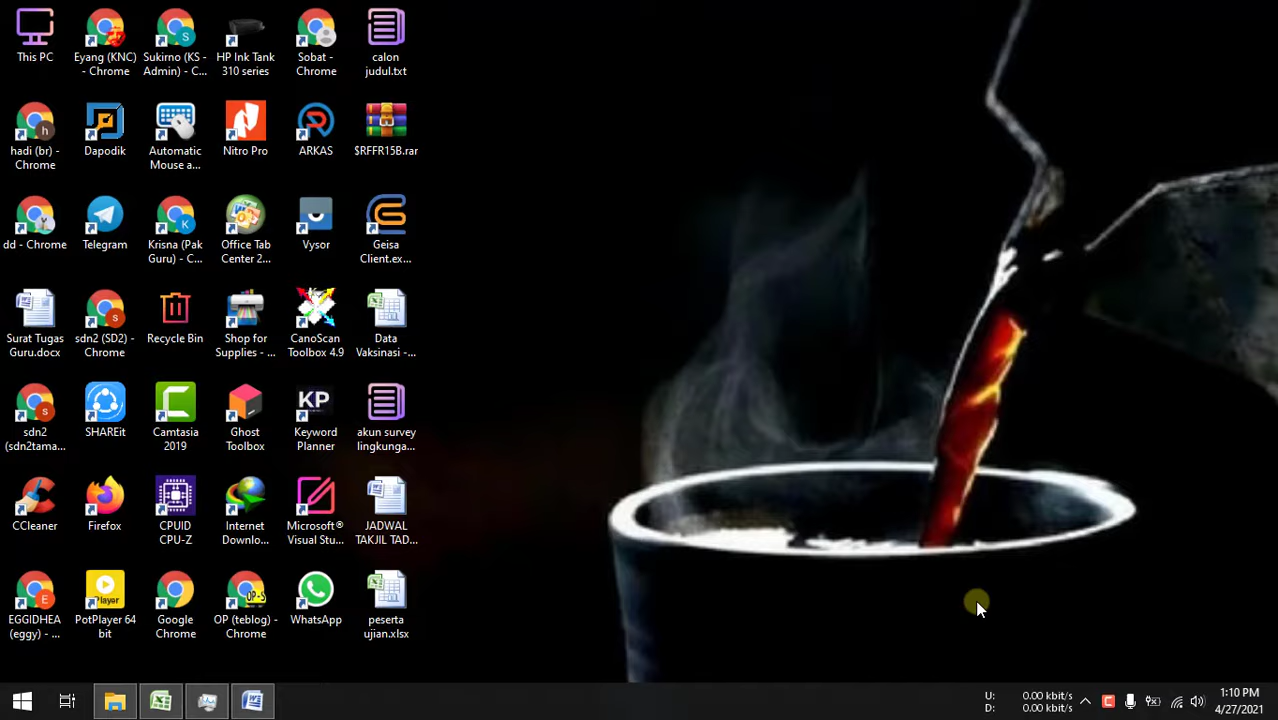 This PC
Eyang (KNC)
- Chrome
Sukirno (KS -
Admin) - C...
HP Ink Tank
310 series
Sobat -
Chrome
calon
judul.txt
h
hadi (br) -
Chrome
Dapodik
Automatic
Mouse a...
Nitro Pro
ARKAS
$RFFR15B.rar
dd - Chrome
Telegram
K
Krisna (Pak
Guru) - C...
Office Tab
Center 2...
Vysor
Geisa
Client.ex...
Surat Tugas
Guru.docx
s
sdn2 (SD2) -
Chrome
Recycle Bin
Shop for
Supplies - ...
CanoScan
Toolbox 4.9
Data
Vaksinasi -...
s
sdn2
(sdn2tama...
SHAREit
Camtasia
2019
Ghost
Toolbox
KP
Keyword
Planner
akun survey
lingkunga...
CCleaner
Firefox
CPUID
CPU-Z
Internet
Downlo...
Microsoft®
Visual Stu...
JADWAL
TAKJIL TAD...
E
EGGIDHEA
(eggy) - ...
Player
PotPlayer 64
bit
Google
Chrome
OP-S
OP (teblog) -
Chrome
WhatsApp
peserta
ujian.xlsx
U: 0.00 kbit/s
D: 0.00 kbit/s
1:10 PM
4/27/2021